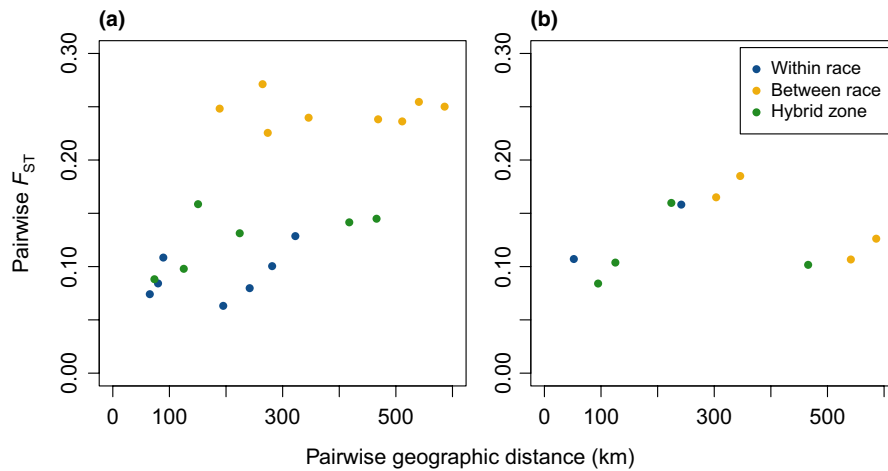 (a)
(b)
Pairwise FST
0.30
0.20
0.10
0.00
0
100
300
500
0.30
0.20
0.10
0.00
0
100
300
500
Within race
Between race
Hybrid zone
Pairwise geographic distance (km)